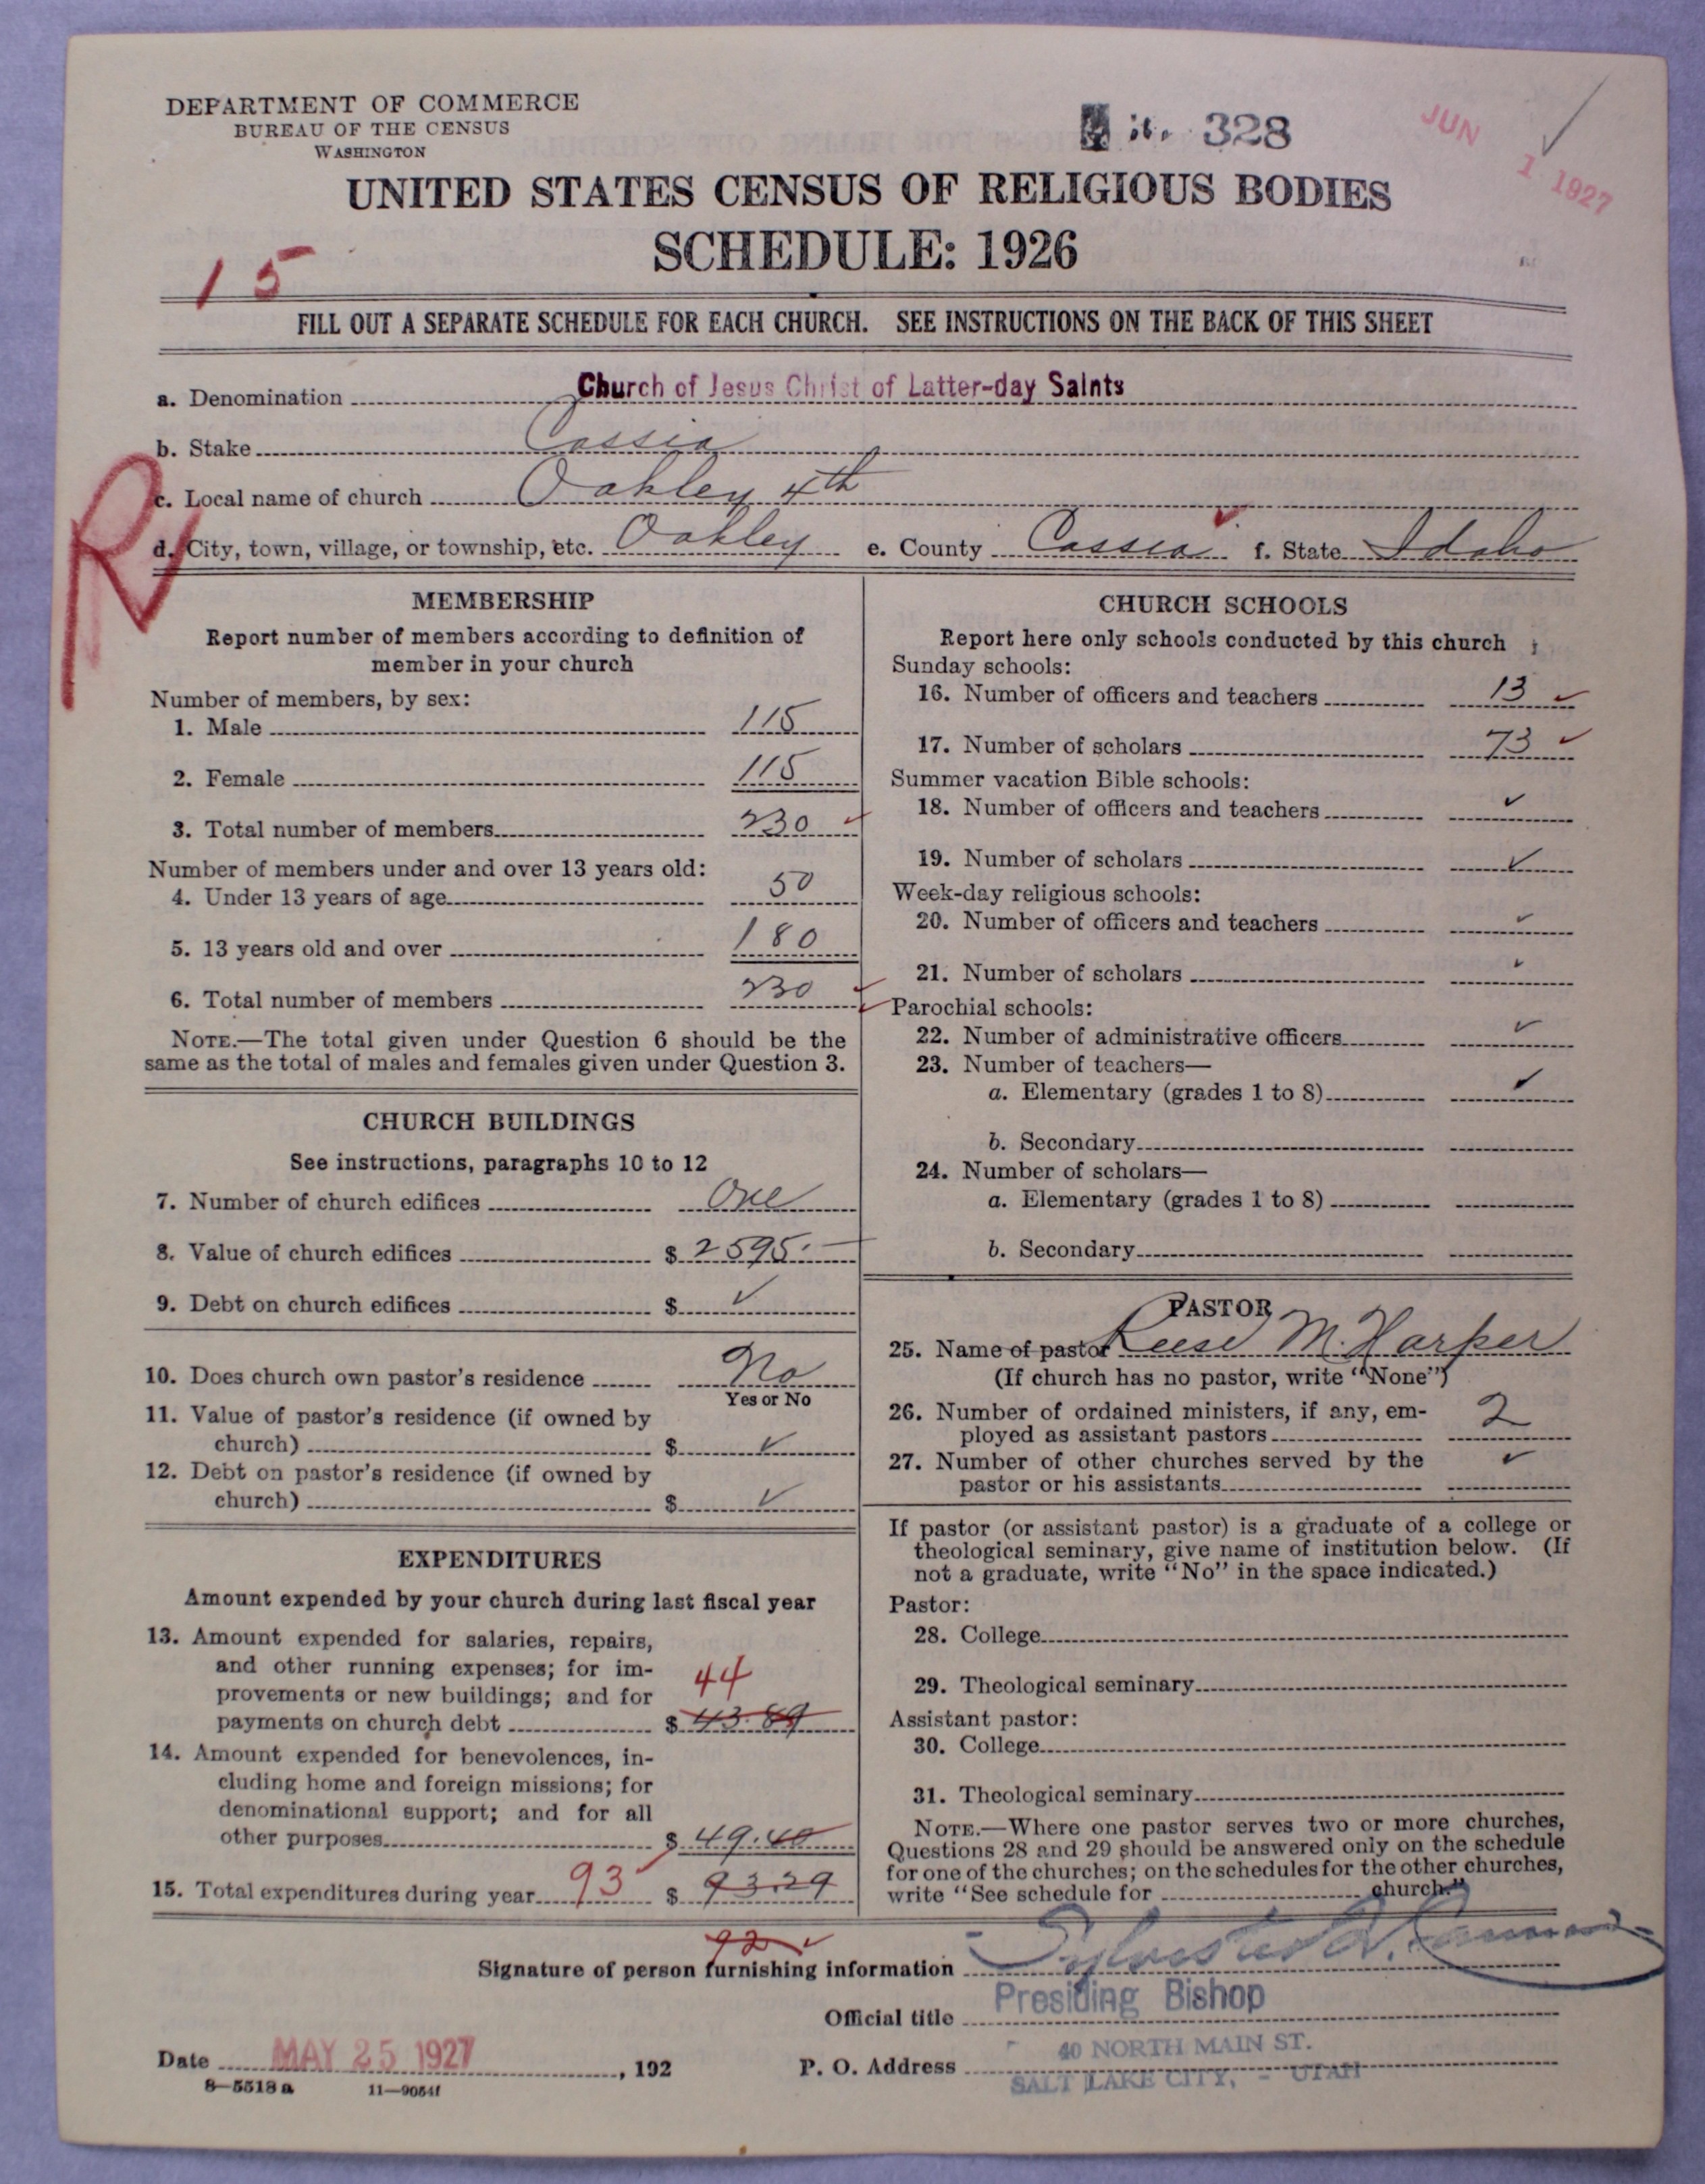 DEPARTMENT OF COMMERCE
BUREAU OF THE CENSUS
WASHINGTON
328
JUN 1 1927
UNITED STATES CENSUS OF RELIGIOUS BODIES
SCHEDULE: 1926
15
FILL OUT A SEPARATE SCHEDULE FOR EACH CHURCH. SEE INSTRUCTIONS ON THE BACK OF THIS SHEET
a. Denomination Church of Jesus Christ of Latter-day Saints
b. Stake Cassia
c. Local name of church Oakley 4th
R
d. City, town, village, or township, etc. Oakley e. County Cassia f. State Idaho
MEMBERSHIP
Report number of members according to definition of
member in your church
Number of members, by sex:
1. Male 115
2. Female 115
3. Total number of members 230
Number of members under and over 13 years old:
4. Under 13 years of age 50
5. 13 years old and over 180
6. Total number of members 230
NOTE.—The total given under Question 6 should be the
same as the total of males and females given under Question 3.
CHURCH BUILDINGS
See instructions, paragraphs 10 to 12
7. Number of church edifices One
8. Value of church edifices $ 2595.—
9. Debt on church edifices $ ✓
10. Does church own pastor's residence No
Yes or No
11. Value of pastor's residence (if owned by
church) $ ✓
12. Debt on pastor's residence (if owned by
church) $ ✓
EXPENDITURES
Amount expended by your church during last fiscal year
13. Amount expended for salaries, repairs,
and other running expenses; for im-
provements or new buildings; and for 44
payments on church debt $ 43.89
14. Amount expended for benevolences, in-
cluding home and foreign missions; for
denominational support; and for all
other purposes $ 49.40
15. Total expenditures during year 93 $ 93.29
92
CHURCH SCHOOLS
Report here only schools conducted by this church
Sunday schools:
16. Number of officers and teachers 13 ✓
17. Number of scholars 73 ✓
Summer vacation Bible schools:
18. Number of officers and teachers ✓
19. Number of scholars ✓
Week-day religious schools:
20. Number of officers and teachers ✓
21. Number of scholars ✓
Parochial schools:
22. Number of administrative officers ✓
23. Number of teachers—
a. Elementary (grades 1 to 8) ✓
b. Secondary
24. Number of scholars—
a. Elementary (grades 1 to 8)
b. Secondary
PASTOR
25. Name of pastor Reese M. Harper
(If church has no pastor, write "None")
26. Number of ordained ministers, if any, em- 2
ployed as assistant pastors
27. Number of other churches served by the ✓
pastor or his assistants
If pastor (or assistant pastor) is a graduate of a college or
theological seminary, give name of institution below. (If
not a graduate, write "No" in the space indicated.)
Pastor:
28. College
29. Theological seminary
Assistant pastor:
30. College
31. Theological seminary
NOTE.—Where one pastor serves two or more churches,
Questions 28 and 29 should be answered only on the schedule
for one of the churches; on the schedules for the other churches,
write "See schedule for church."
Signature of person furnishing information Sylvester Q. Cannon
Official title Presiding Bishop
Date MAY 25 1927, 192 P. O. Address 40 NORTH MAIN ST.
SALT LAKE CITY, - UTAH
8—5518 a 11—9054f